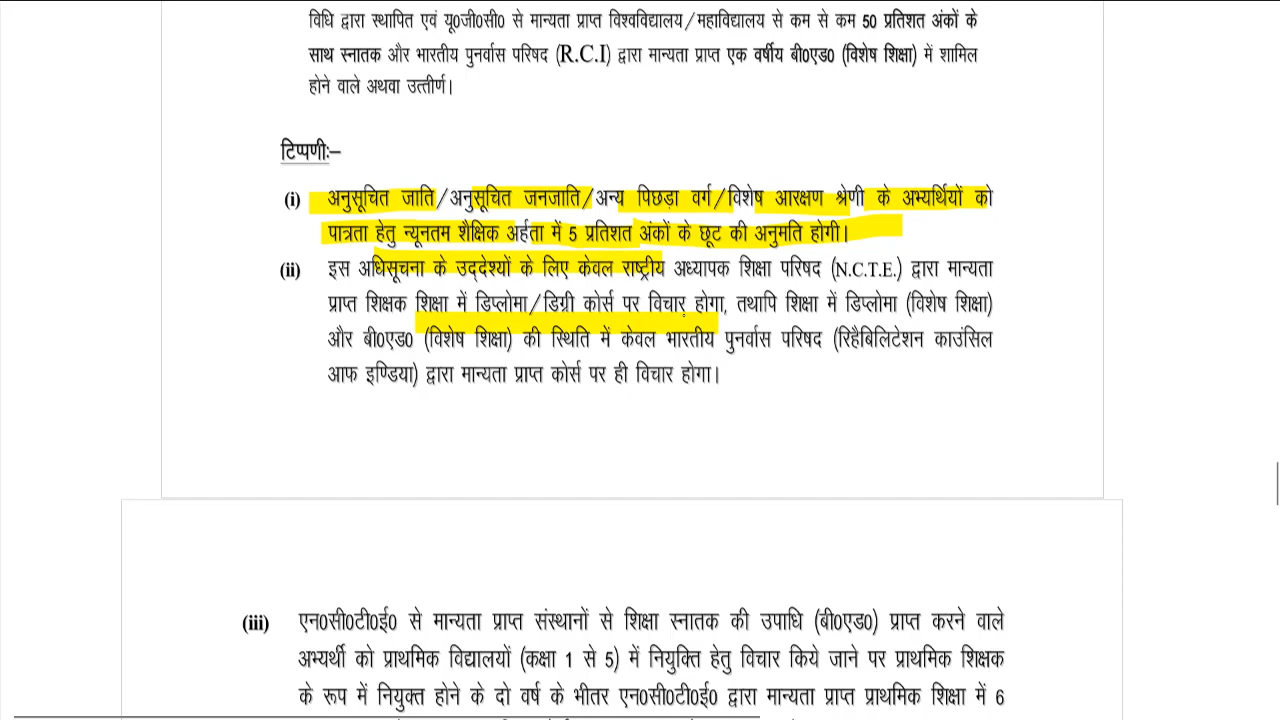 विधि द्वारा स्थापित एवं यू0जी0सी0 से मान्यता प्राप्त विश्वविद्यालय/महाविद्यालय से कम से कम 50 प्रतिशत अंकों के
साथ स्नातक और भारतीय पुनर्वास परिषद (R.C.I) द्वारा मान्यता प्राप्त एक वर्षीय बी0एड0 (विशेष शिक्षा) में शामिल
होने वाले अथवा उत्तीर्ण।
टिप्पणीः–
(i) अनुसूचित जाति/अनुसूचित जनजाति/अन्य पिछड़ा वर्ग/विशेष आरक्षण श्रेणी के अभ्यर्थियों को
पात्रता हेतु न्यूनतम शैक्षिक अर्हता में 5 प्रतिशत अंकों के छूट की अनुमति होगी।
(ii) इस अधिसूचना के उद्देश्यों के लिए केवल राष्ट्रीय अध्यापक शिक्षा परिषद (N.C.T.E.) द्वारा मान्यता
प्राप्त शिक्षक शिक्षा में डिप्लोमा/डिग्री कोर्स पर विचार होगा, तथापि शिक्षा में डिप्लोमा (विशेष शिक्षा)
और बी0एड0 (विशेष शिक्षा) की स्थिति में केवल भारतीय पुनर्वास परिषद (रिहैबिलिटेशन काउंसिल
आफ इण्डिया) द्वारा मान्यता प्राप्त कोर्स पर ही विचार होगा।
(iii) एन0सी0टी0ई0 से मान्यता प्राप्त संस्थानों से शिक्षा स्नातक की उपाधि (बी0एड0) प्राप्त करने वाले
अभ्यर्थी को प्राथमिक विद्यालयों (कक्षा 1 से 5) में नियुक्ति हेतु विचार किये जाने पर प्राथमिक शिक्षक
के रूप में नियुक्त होने के दो वर्ष के भीतर एन0सी0टी0ई0 द्वारा मान्यता प्राप्त प्राथमिक शिक्षा में 6